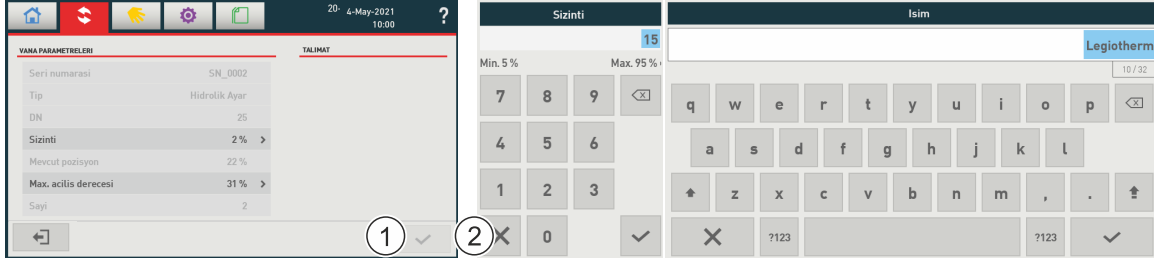 20- 4-May-2021
10:00
?
VANA PARAMETRELERI
TALIMAT
Seri numarasi SN_0002
Tip Hidrolik Ayar
DN 25
Sizinti 2 % >
Mevcut pozisyon 22 %
Max. acilis derecesi 31 % >
Sayi 2
1
2
Sizinti
15
Min. 5 % Max. 95 %
7 8 9
4 5 6
1 2 3
0
Isim
Legiotherm
10 / 32
q w e r t y u i o p
a s d f g h j k l
z x c v b n m , .
?123 ?123